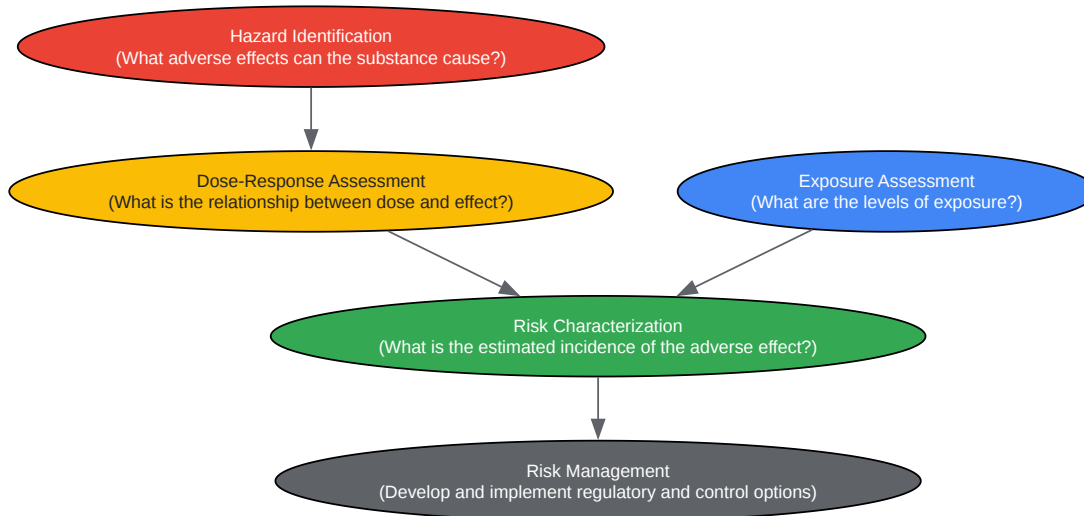 Hazard Identification
(What adverse effects can the substance cause?)
Dose-Response Assessment
(What is the relationship between dose and effect?)
Exposure Assessment
(What are the levels of exposure?)
Risk Characterization
(What is the estimated incidence of the adverse effect?)
Risk Management
(Develop and implement regulatory and control options)